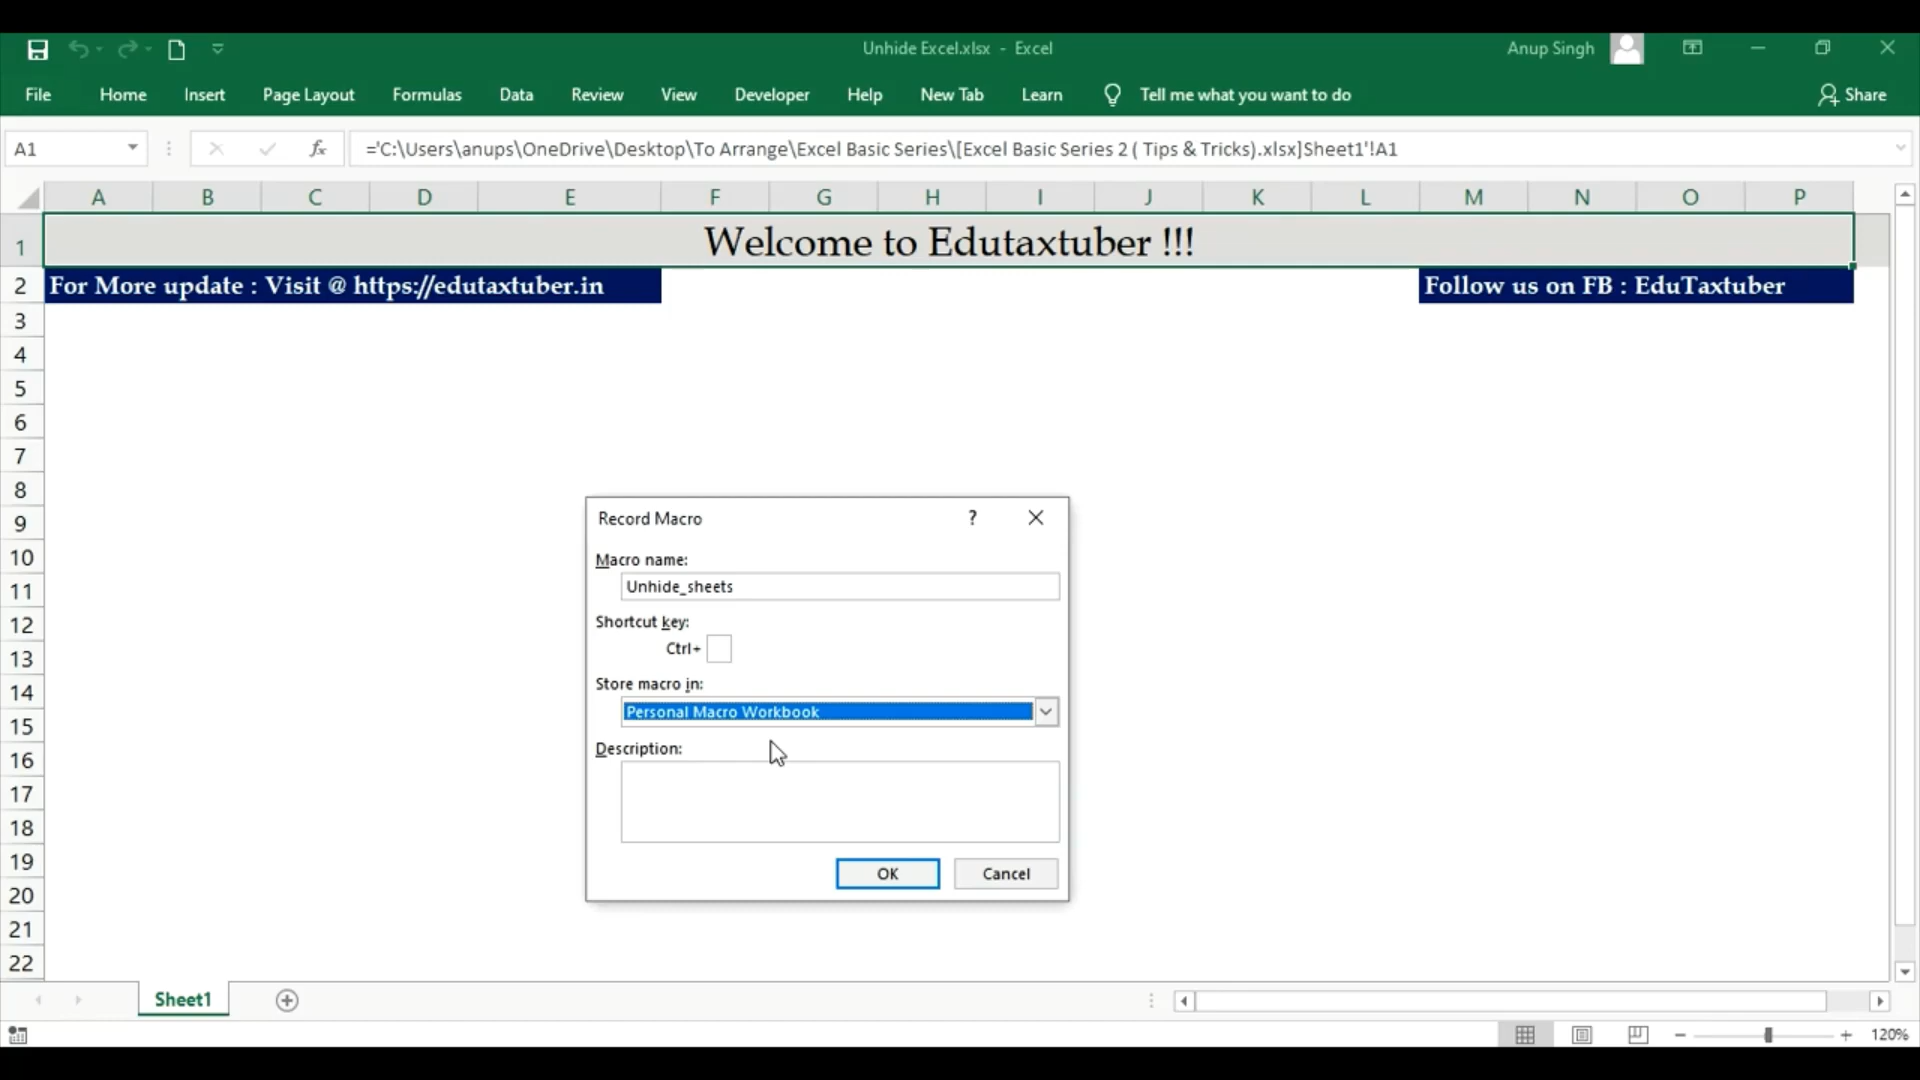 Unhide Excel.xlsx - Excel
Anup Singh
File Home Insert Page Layout Formulas Data Review View Developer Help New Tab Learn Tell me what you want to do Share
A1 fx ='C:\Users\anups\OneDrive\Desktop\To Arrange\Excel Basic Series\[Excel Basic Series 2 ( Tips & Tricks).xlsx]Sheet1'!A1
A B C D E F G H I J K L M N O P
1 Welcome to Edutaxtuber !!!
2 For More update : Visit @ https://edutaxtuber.in Follow us on FB : EduTaxtuber
3
4
5
6
7
8
9
10
11
12
13
14
15
16
17
18
19
20
21
22
Record Macro ?
Macro name:
Unhide_sheets
Shortcut key:
Ctrl+
Store macro in:
Personal Macro Workbook
Description:
OK Cancel
Sheet1
120%